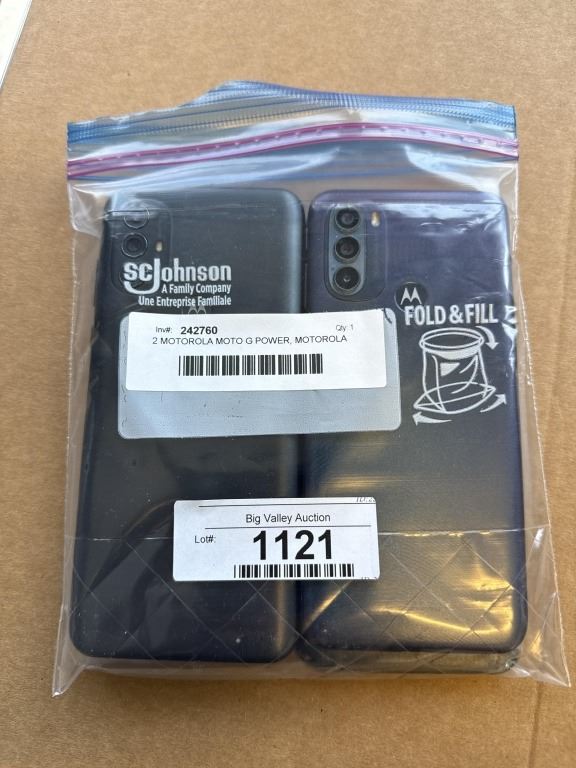 SCJohnson
A Family Company
Une Entreprise Familiale
FOLD & FILL
Inv#: 242760 Qty: 1
2 MOTOROLA MOTO G POWER, MOTOROLA
Big Valley Auction
Lot#: 1121